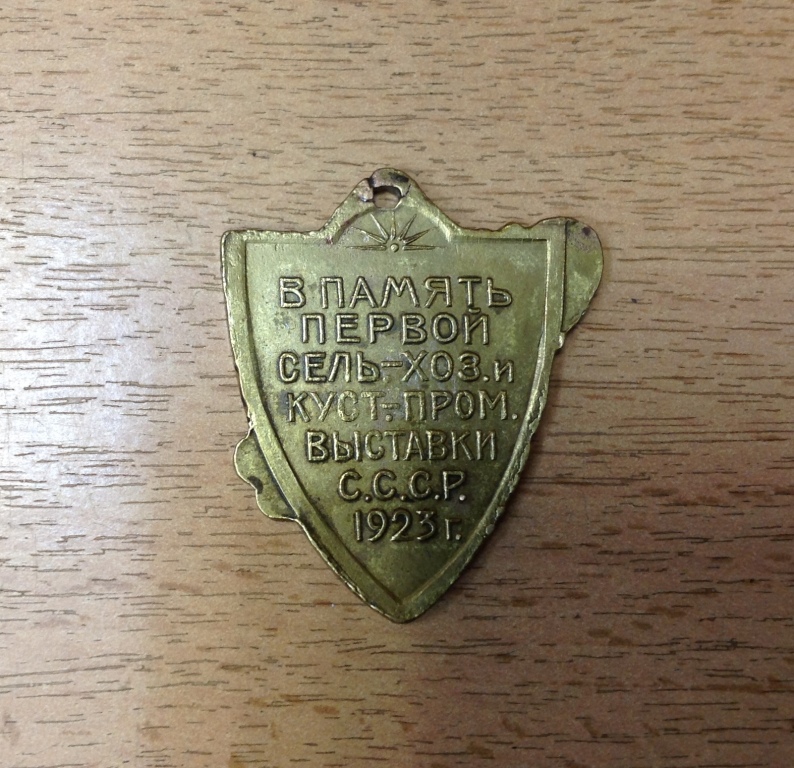 В ПАМЯТЬ
ПЕРВОЙ
СЕЛЬ-ХОЗ. и
КУСТ-ПРОМ.
ВЫСТАВКИ
С.С.С.Р.
1923 г.